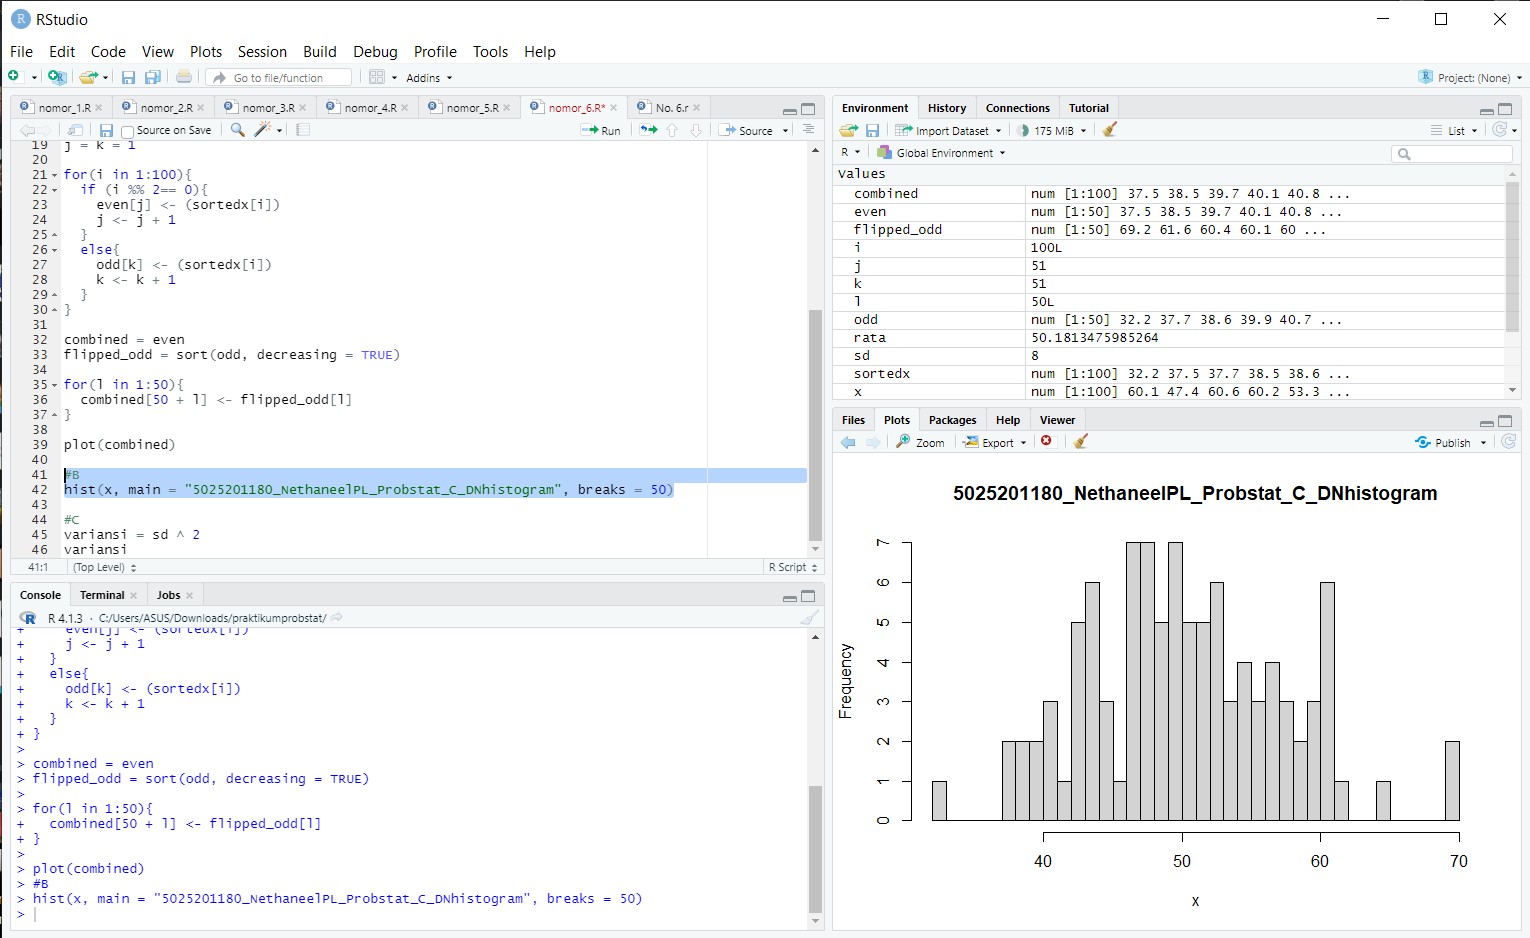 RStudio
File Edit Code View Plots Session Build Debug Profile Tools Help
Go to file/function Addins Project: (None)
nomor_1.R nomor_2.R nomor_3.R nomor_4.R nomor_5.R nomor_6.R* No. 6.r
Source on Save Run Source
19 j = k = 1
20
21 for(i in 1:100){
22 if (i %% 2== 0){
23 even[j] <- (sortedx[i])
24 j <- j + 1
25 }
26 else{
27 odd[k] <- (sortedx[i])
28 k <- k + 1
29 }
30 }
31
32 combined = even
33 flipped_odd = sort(odd, decreasing = TRUE)
34
35 for(l in 1:50){
36 combined[50 + l] <- flipped_odd[l]
37 }
38
39 plot(combined)
40
41 #B
42 hist(x, main = "5025201180_NethaneelPL_Probstat_C_DNhistogram", breaks = 50)
43
44 #C
45 variansi = sd ^ 2
46 variansi
41:1 (Top Level) R Script
Console Terminal Jobs
R 4.1.3 · C:/Users/ASUS/Downloads/praktikumprobstat/
+ even[j] <- (sortedx[i])
+ j <- j + 1
+ }
+ else{
+ odd[k] <- (sortedx[i])
+ k <- k + 1
+ }
+ }
>
> combined = even
> flipped_odd = sort(odd, decreasing = TRUE)
>
> for(l in 1:50){
+ combined[50 + l] <- flipped_odd[l]
+ }
>
> plot(combined)
> #B
> hist(x, main = "5025201180_NethaneelPL_Probstat_C_DNhistogram", breaks = 50)
>
Environment History Connections Tutorial
Import Dataset 175 MiB List
R Global Environment
values
combined num [1:100] 37.5 38.5 39.7 40.1 40.8 ...
even num [1:50] 37.5 38.5 39.7 40.1 40.8 ...
flipped_odd num [1:50] 69.2 61.6 60.4 60.1 60 ...
i 100L
j 51
k 51
l 50L
odd num [1:50] 32.2 37.7 38.6 39.9 40.7 ...
rata 50.1813475985264
sd 8
sortedx num [1:100] 32.2 37.5 37.7 38.5 38.6 ...
x num [1:100] 60.1 47.4 60.6 60.2 53.3 ...
Files Plots Packages Help Viewer
Zoom Export Publish
5025201180_NethaneelPL_Probstat_C_DNhistogram
Frequency
7
6
5
4
3
2
1
0
40 50 60 70
x